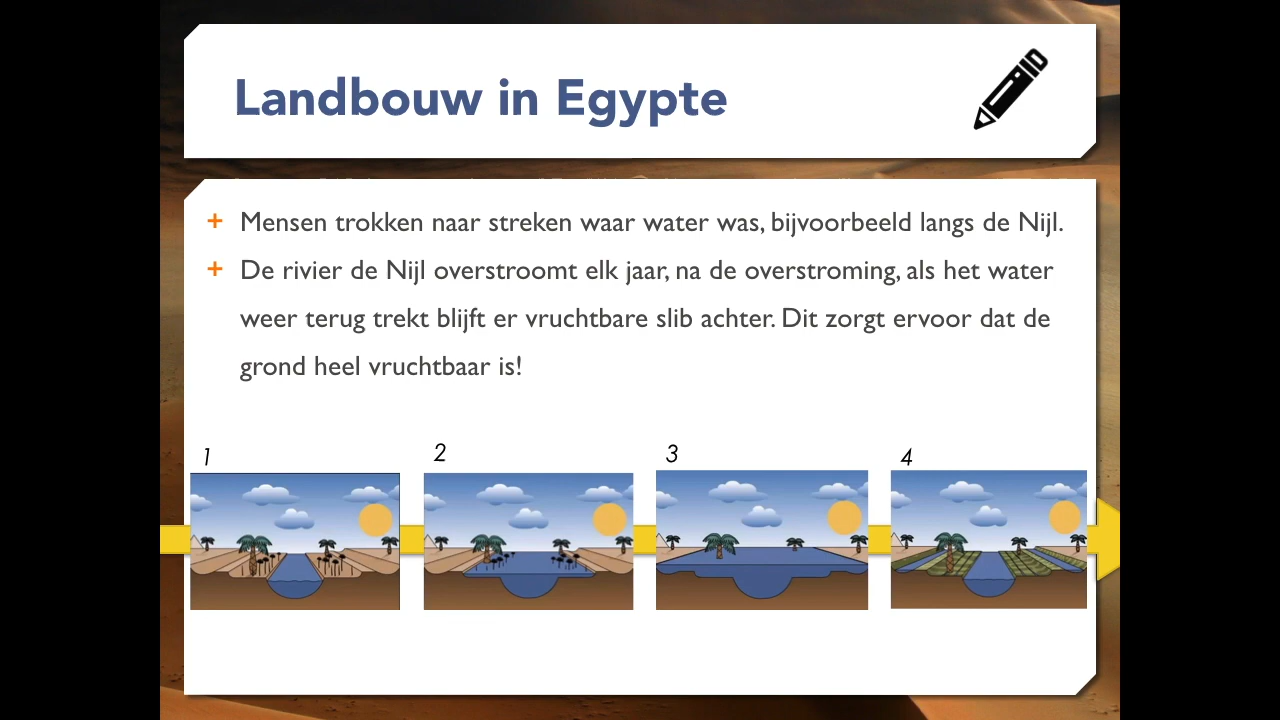 Landbouw in Egypte
+ Mensen trokken naar streken waar water was, bijvoorbeeld langs de Nijl.
+ De rivier de Nijl overstroomt elk jaar, na de overstroming, als het water
weer terug trekt blijft er vruchtbare slib achter. Dit zorgt ervoor dat de
grond heel vruchtbaar is!
1 2 3 4